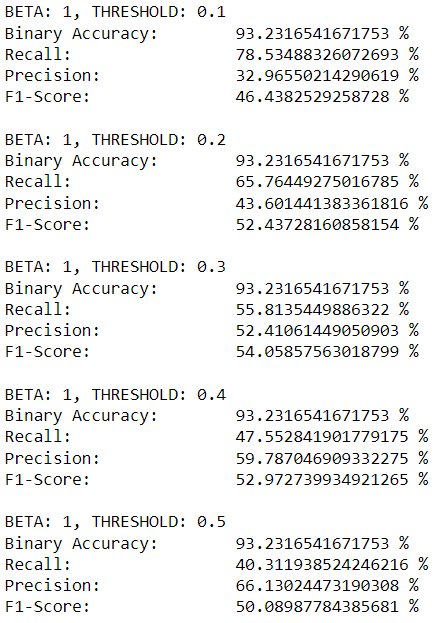 BETA: 1, THRESHOLD: 0.1
Binary Accuracy: 93.2316541671753 %
Recall: 78.53488326072693 %
Precision: 32.96550214290619 %
F1-Score: 46.4382529258728 %
BETA: 1, THRESHOLD: 0.2
Binary Accuracy: 93.2316541671753 %
Recall: 65.76449275016785 %
Precision: 43.601441383361816 %
F1-Score: 52.43728160858154 %
BETA: 1, THRESHOLD: 0.3
Binary Accuracy: 93.2316541671753 %
Recall: 55.8135449886322 %
Precision: 52.41061449050903 %
F1-Score: 54.05857563018799 %
BETA: 1, THRESHOLD: 0.4
Binary Accuracy: 93.2316541671753 %
Recall: 47.552841901779175 %
Precision: 59.787046909332275 %
F1-Score: 52.972739934921265 %
BETA: 1, THRESHOLD: 0.5
Binary Accuracy: 93.2316541671753 %
Recall: 40.311938524246216 %
Precision: 66.13024473190308 %
F1-Score: 50.08987784385681 %